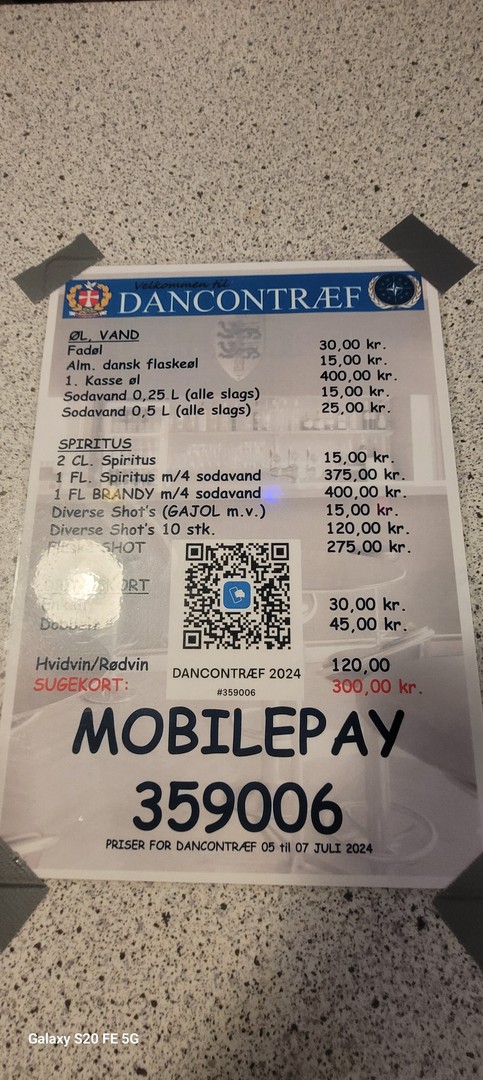 Velkommen til
DANCONTRÆF
ØL, VAND
Fadøl 30,00 kr.
Alm. dansk flaskeøl 15,00 kr.
1. Kasse øl 400,00 kr.
Sodavand 0,25 L (alle slags) 15,00 kr.
Sodavand 0,5 L (alle slags) 25,00 kr.
SPIRITUS
2 CL. Spiritus 15,00 kr.
1 FL. Spiritus m/4 sodavand 375,00 kr.
1 FL BRANDY m/4 sodavand 400,00 kr.
Diverse Shot's (GAJOL m.v.) 15,00 kr.
Diverse Shot's 10 stk. 120,00 kr.
SHOT 275,00 kr.
30,00 kr.
45,00 kr.
Hvidvin/Rødvin 120,00
SUGEKORT: 300,00 kr.
DANCONTRÆF 2024
#359006
MOBILEPAY
359006
PRISER FOR DANCONTRÆF 05 til 07 JULI 2024
Galaxy S20 FE 5G